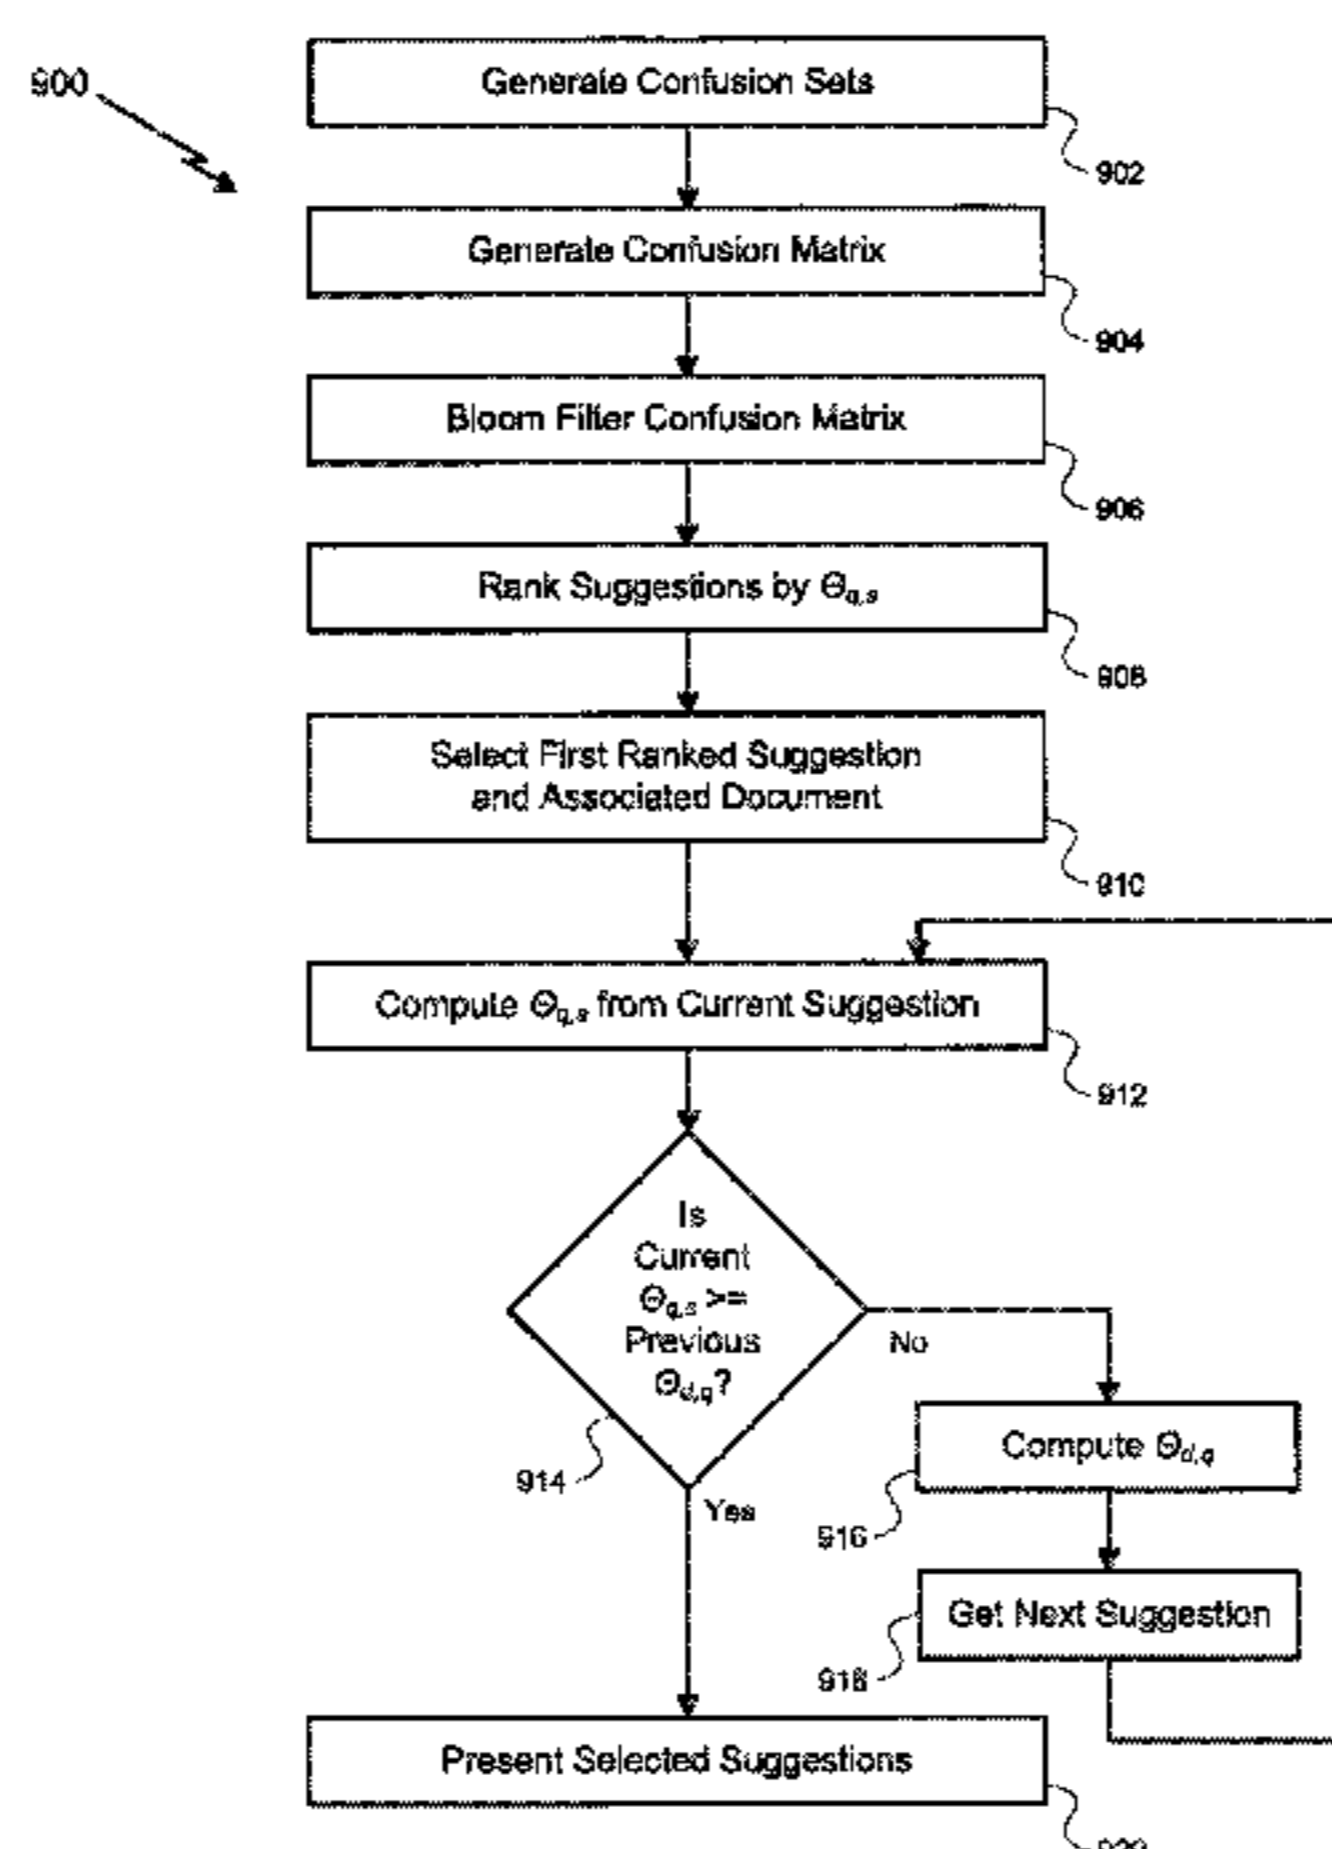 900
Generate Confusion Sets
902
Generate Confusion Matrix
904
Bloom Filter Confusion Matrix
906
Rank Suggestions by Θq,s
908
Select First Ranked Suggestion
and Associated Document
910
Compute Θq,s from Current Suggestion
912
Is
Current
Θq,s >=
Previous
Θd,q?
914
No
Compute Θd,q
916
Yes
Get Next Suggestion
918
Present Selected Suggestions